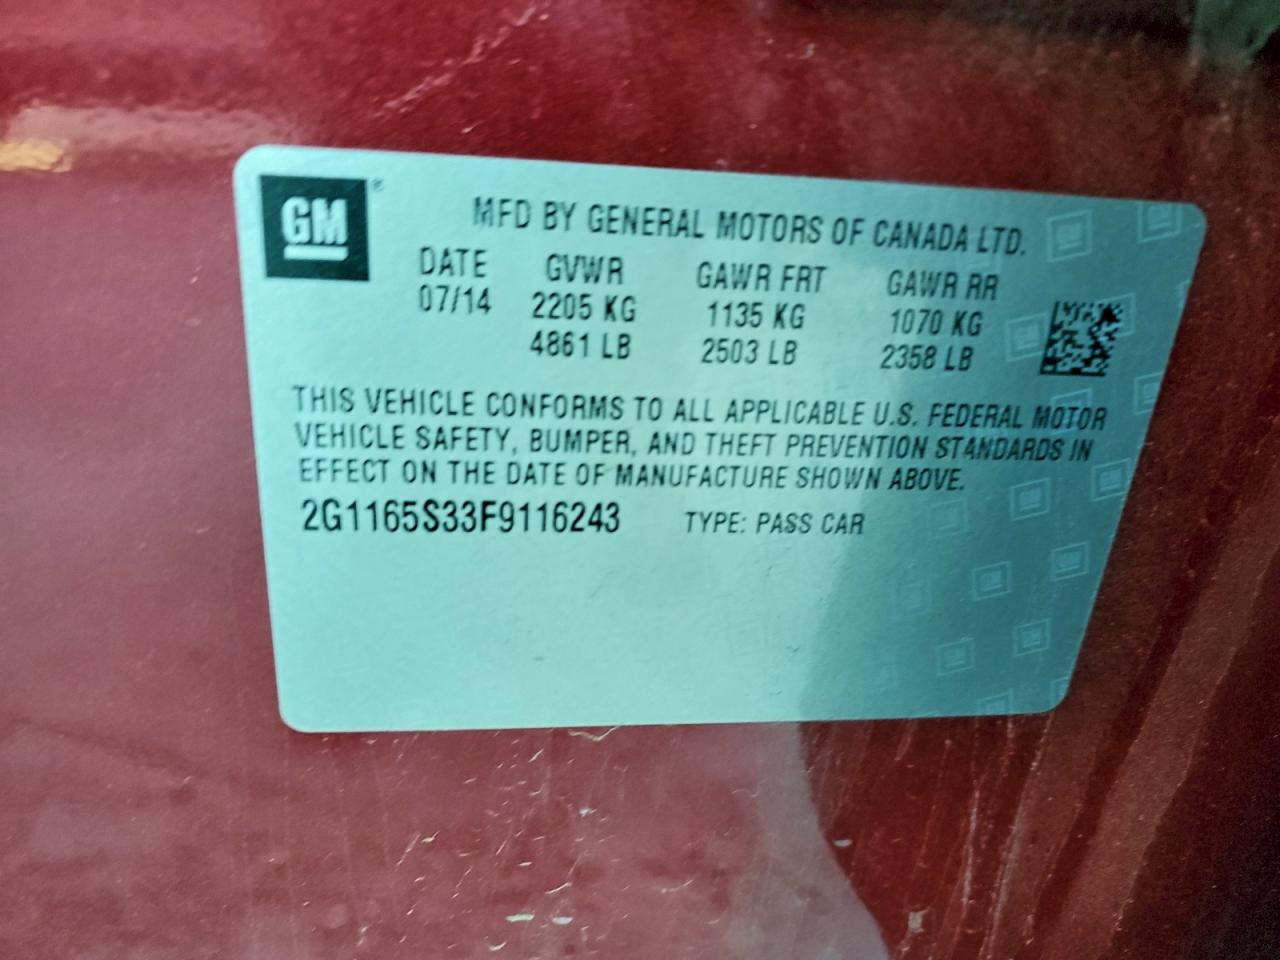 GM®
MFD BY GENERAL MOTORS OF CANADA LTD.
DATE GVWR GAWR FRT GAWR RR
07/14 2205 KG 1135 KG 1070 KG
4861 LB 2503 LB 2358 LB
THIS VEHICLE CONFORMS TO ALL APPLICABLE U.S. FEDERAL MOTOR
VEHICLE SAFETY, BUMPER, AND THEFT PREVENTION STANDARDS IN
EFFECT ON THE DATE OF MANUFACTURE SHOWN ABOVE.
2G1165S33F9116243 TYPE: PASS CAR